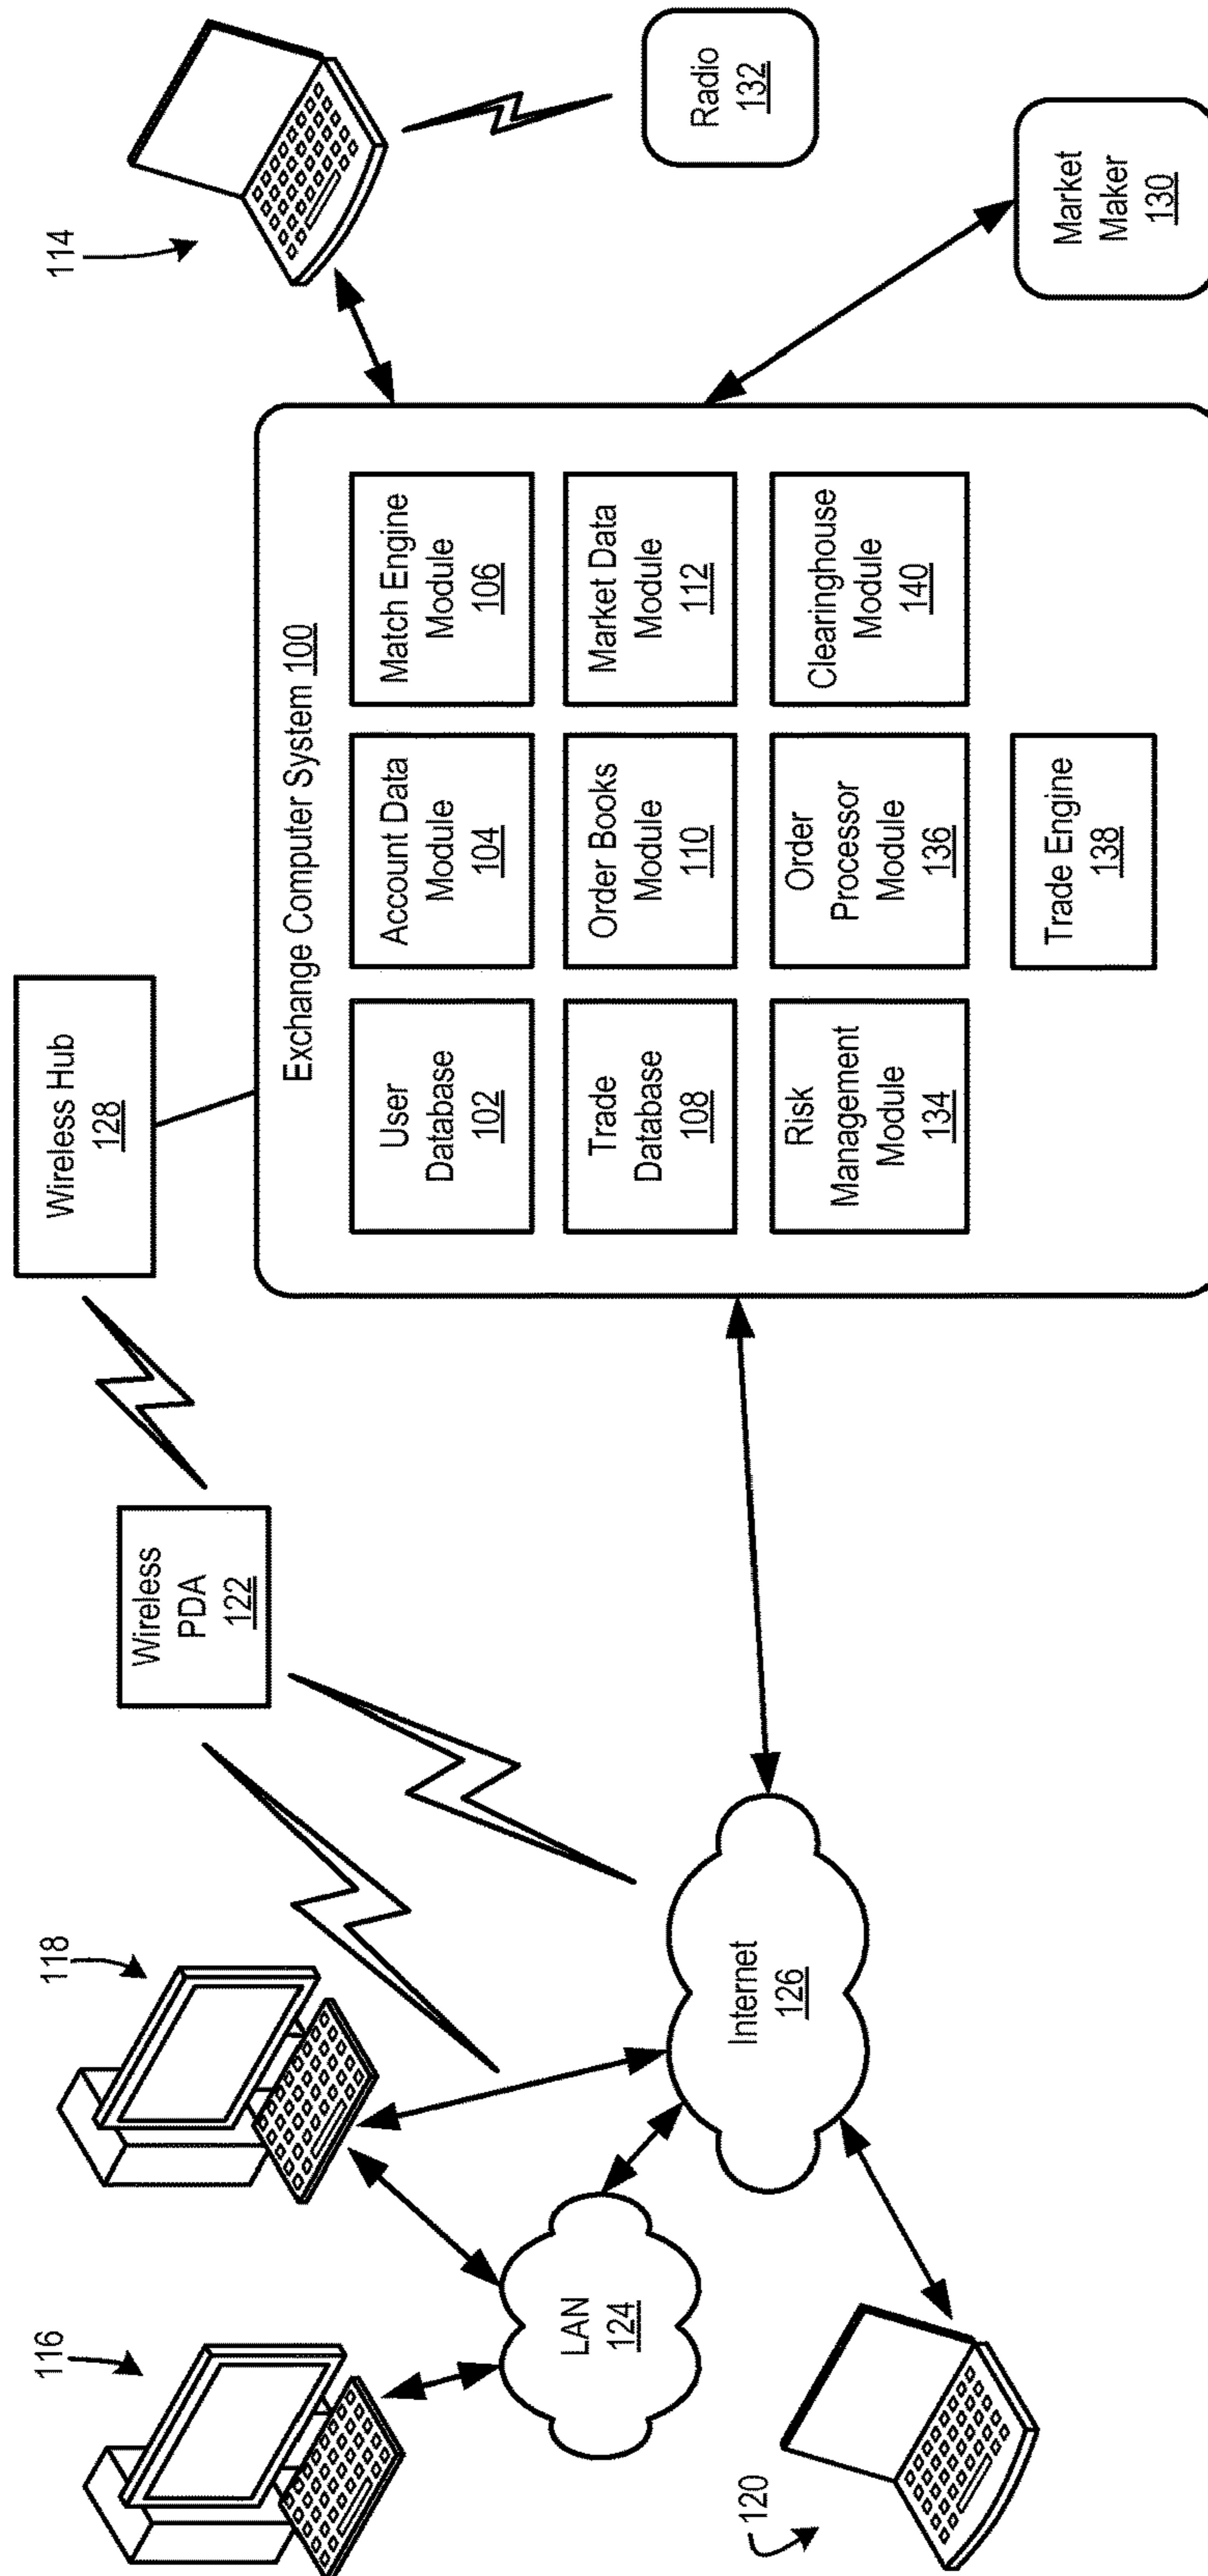 116
118
Wireless
PDA
122
Wireless Hub
128
114
LAN
124
Internet
126
120
Exchange Computer System 100
User
Database
102
Account Data
Module
104
Match Engine
Module
106
Trade
Database
108
Order Books
Module
110
Market Data
Module
112
Risk
Management
Module
134
Order
Processor
Module
136
Clearinghouse
Module
140
Trade Engine
138
Radio
132
Market
Maker
130